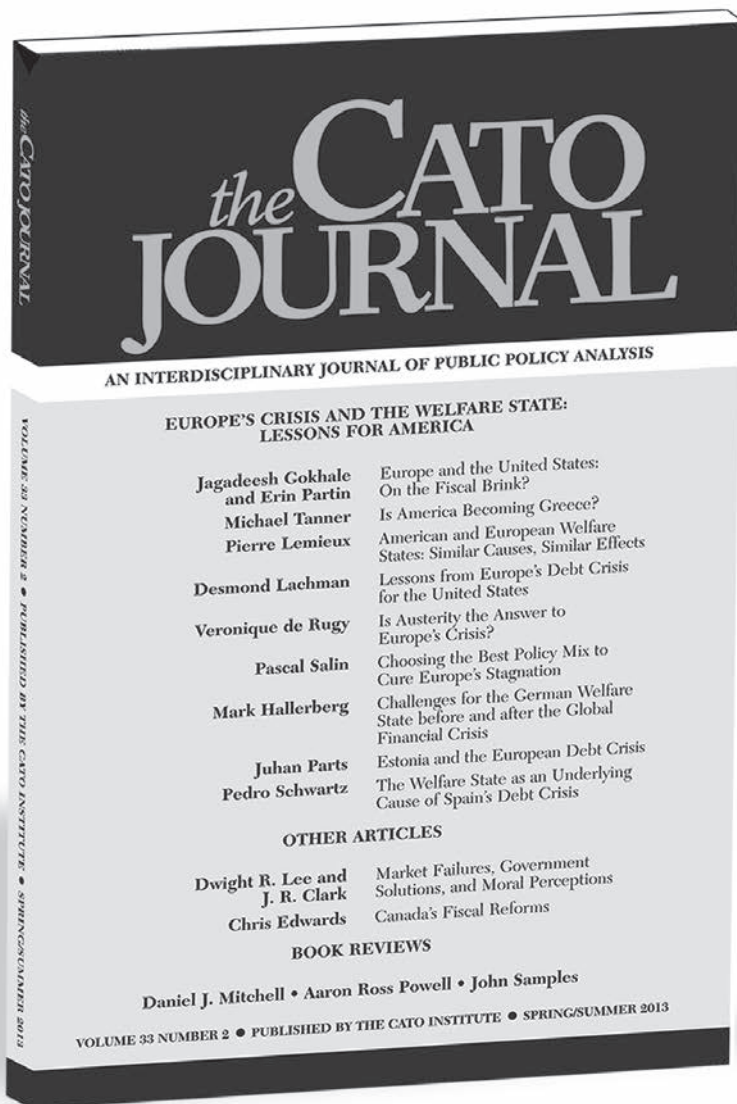 the CATO
JOURNAL
AN INTERDISCIPLINARY JOURNAL OF PUBLIC POLICY ANALYSIS
EUROPE'S CRISIS AND THE WELFARE STATE:
LESSONS FOR AMERICA
Jagadeesh Gokhale
and Erin Partin
Europe and the United States:
On the Fiscal Brink?
Michael Tanner
Is America Becoming Greece?
Pierre Lemieux
American and European Welfare
States: Similar Causes, Similar Effects
Desmond Lachman
Lessons from Europe's Debt Crisis
for the United States
Veronique de Rugy
Is Austerity the Answer to
Europe's Crisis?
Pascal Salin
Choosing the Best Policy Mix to
Cure Europe's Stagnation
Mark Hallerberg
Challenges for the German Welfare
State before and after the Global
Financial Crisis
Juhan Parts
Estonia and the European Debt Crisis
Pedro Schwartz
The Welfare State as an Underlying
Cause of Spain's Debt Crisis
OTHER ARTICLES
Dwight R. Lee and
J. R. Clark
Market Failures, Government
Solutions, and Moral Perceptions
Chris Edwards
Canada's Fiscal Reforms
BOOK REVIEWS
Daniel J. Mitchell • Aaron Ross Powell • John Samples
VOLUME 33 NUMBER 2 ● PUBLISHED BY THE CATO INSTITUTE ● SPRING/SUMMER 2013
the CATO JOURNAL
VOLUME 33 NUMBER 2 ● PUBLISHED BY THE CATO INSTITUTE ● SPRING/SUMMER 2013